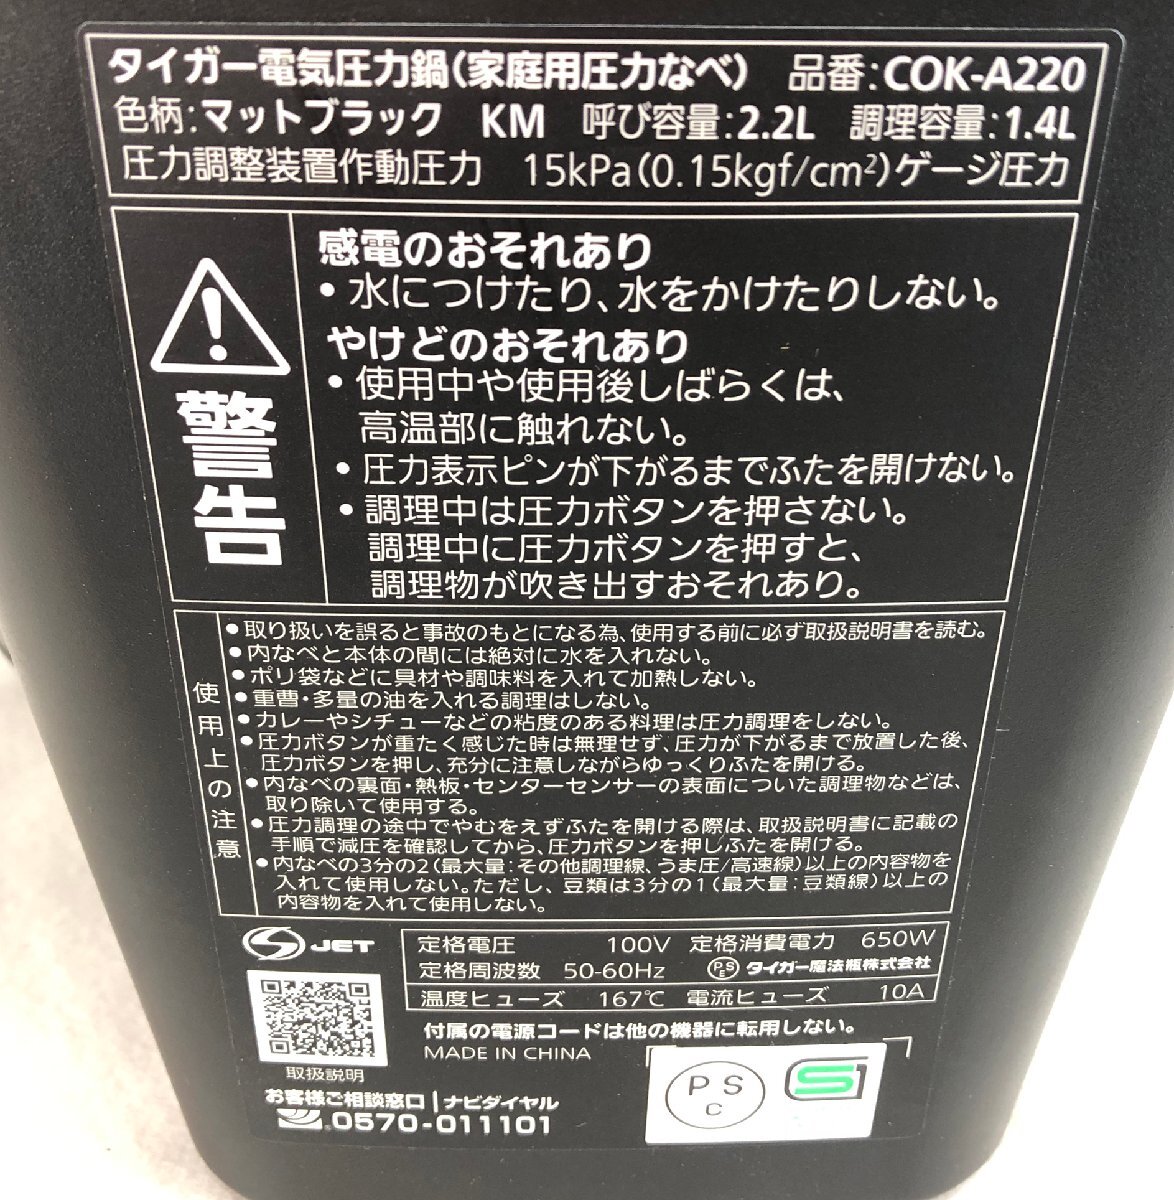 タイガー電気圧力鍋(家庭用圧力なべ) 品番:COK-A220
色柄:マットブラック KM 呼び容量:2.2L 調理容量:1.4L
圧力調整装置作動圧力 15kPa(0.15kgf/cm²)ゲージ圧力
警告
感電のおそれあり
•水につけたり、水をかけたりしない。
やけどのおそれあり
•使用中や使用後しばらくは、
高温部に触れない。
•圧力表示ピンが下がるまでふたを開けない。
•調理中は圧力ボタンを押さない。
調理中に圧力ボタンを押すと、
調理物が吹き出すおそれあり。
使用上の注意
•取り扱いを誤ると事故のもとになる為、使用する前に必ず取扱説明書を読む。
•内なべと本体の間には絶対に水を入れない。
•ポリ袋などに具材や調味料を入れて加熱しない。
•重曹・多量の油を入れる調理はしない。
•カレーやシチューなどの粘度のある料理は圧力調理をしない。
•圧力ボタンが重たく感じた時は無理せず、圧力が下がるまで放置した後、
圧力ボタンを押し、充分に注意しながらゆっくりふたを開ける。
•内なべの裏面・熱板・センターセンサーの表面についた調理物などは、
取り除いて使用する。
•圧力調理の途中でやむをえずふたを開ける際は、取扱説明書に記載の
手順で減圧を確認してから、圧力ボタンを押しふたを開ける。
•内なべの3分の2(最大量:その他調理線、うま圧/高速線)以上の内容物を
入れて使用しない。ただし、豆類は3分の1(最大量:豆類線)以上の
内容物を入れて使用しない。
JET
定格電圧 100V 定格消費電力 650W
定格周波数 50-60Hz PSE タイガー魔法瓶株式会社
温度ヒューズ 167℃ 電流ヒューズ 10A
付属の電源コードは他の機器に転用しない。
MADE IN CHINA
取扱説明
お客様ご相談窓口|ナビダイヤル
0570-011101
PSC
S